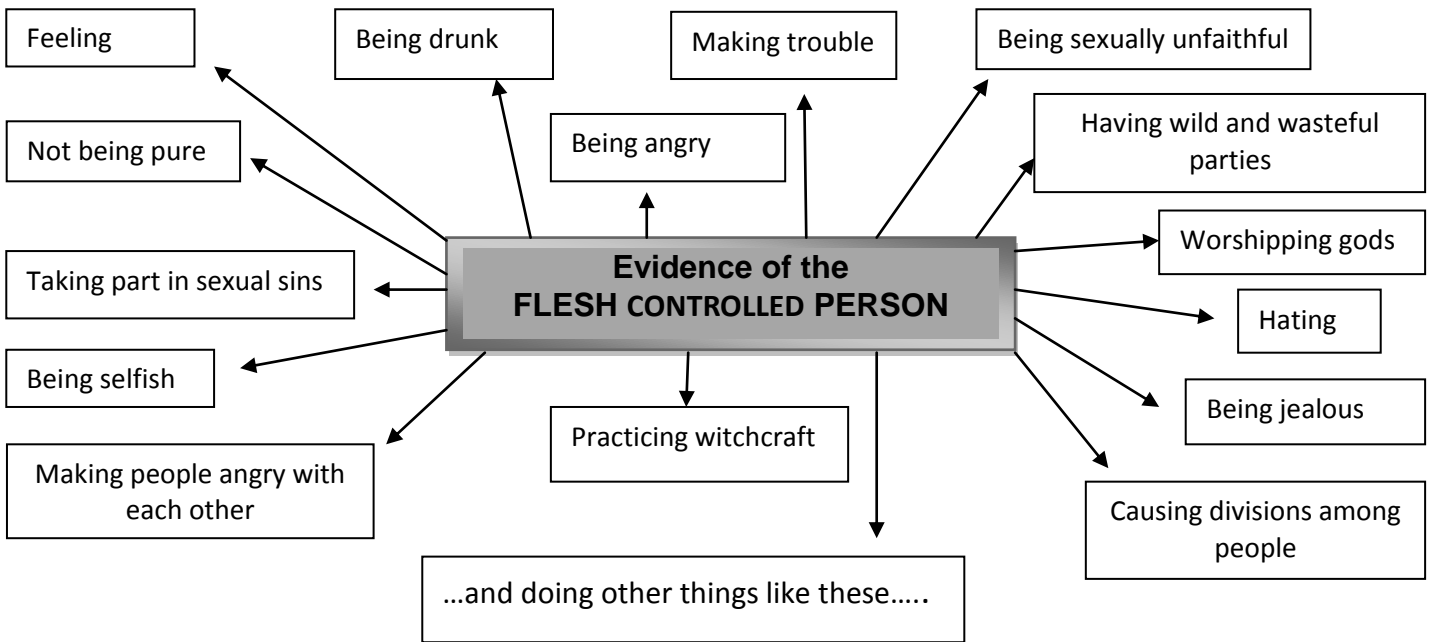 Feeling
Being drunk
Making trouble
Being sexually unfaithful
Not being pure
Being angry
Having wild and wasteful
parties
Taking part in sexual sins
Evidence of the
FLESH CONTROLLED PERSON
Worshipping gods
Hating
Being selfish
Being jealous
Practicing witchcraft
Making people angry with
each other
Causing divisions among
people
…and doing other things like these…..